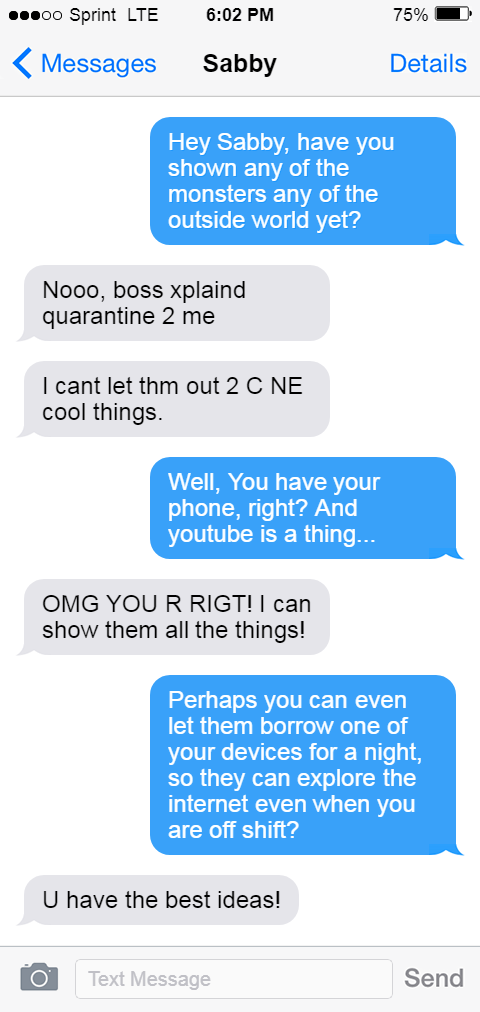 Sprint LTE 6:02 PM 75%
Messages Sabby Details
Hey Sabby, have you
shown any of the
monsters any of the
outside world yet?
Nooo, boss xplaind
quarantine 2 me
I cant let thm out 2 C NE
cool things.
Well, You have your
phone, right? And
youtube is a thing...
OMG YOU R RIGT! I can
show them all the things!
Perhaps you can even
let them borrow one of
your devices for a night,
so they can explore the
internet even when you
are off shift?
U have the best ideas!
Text Message Send